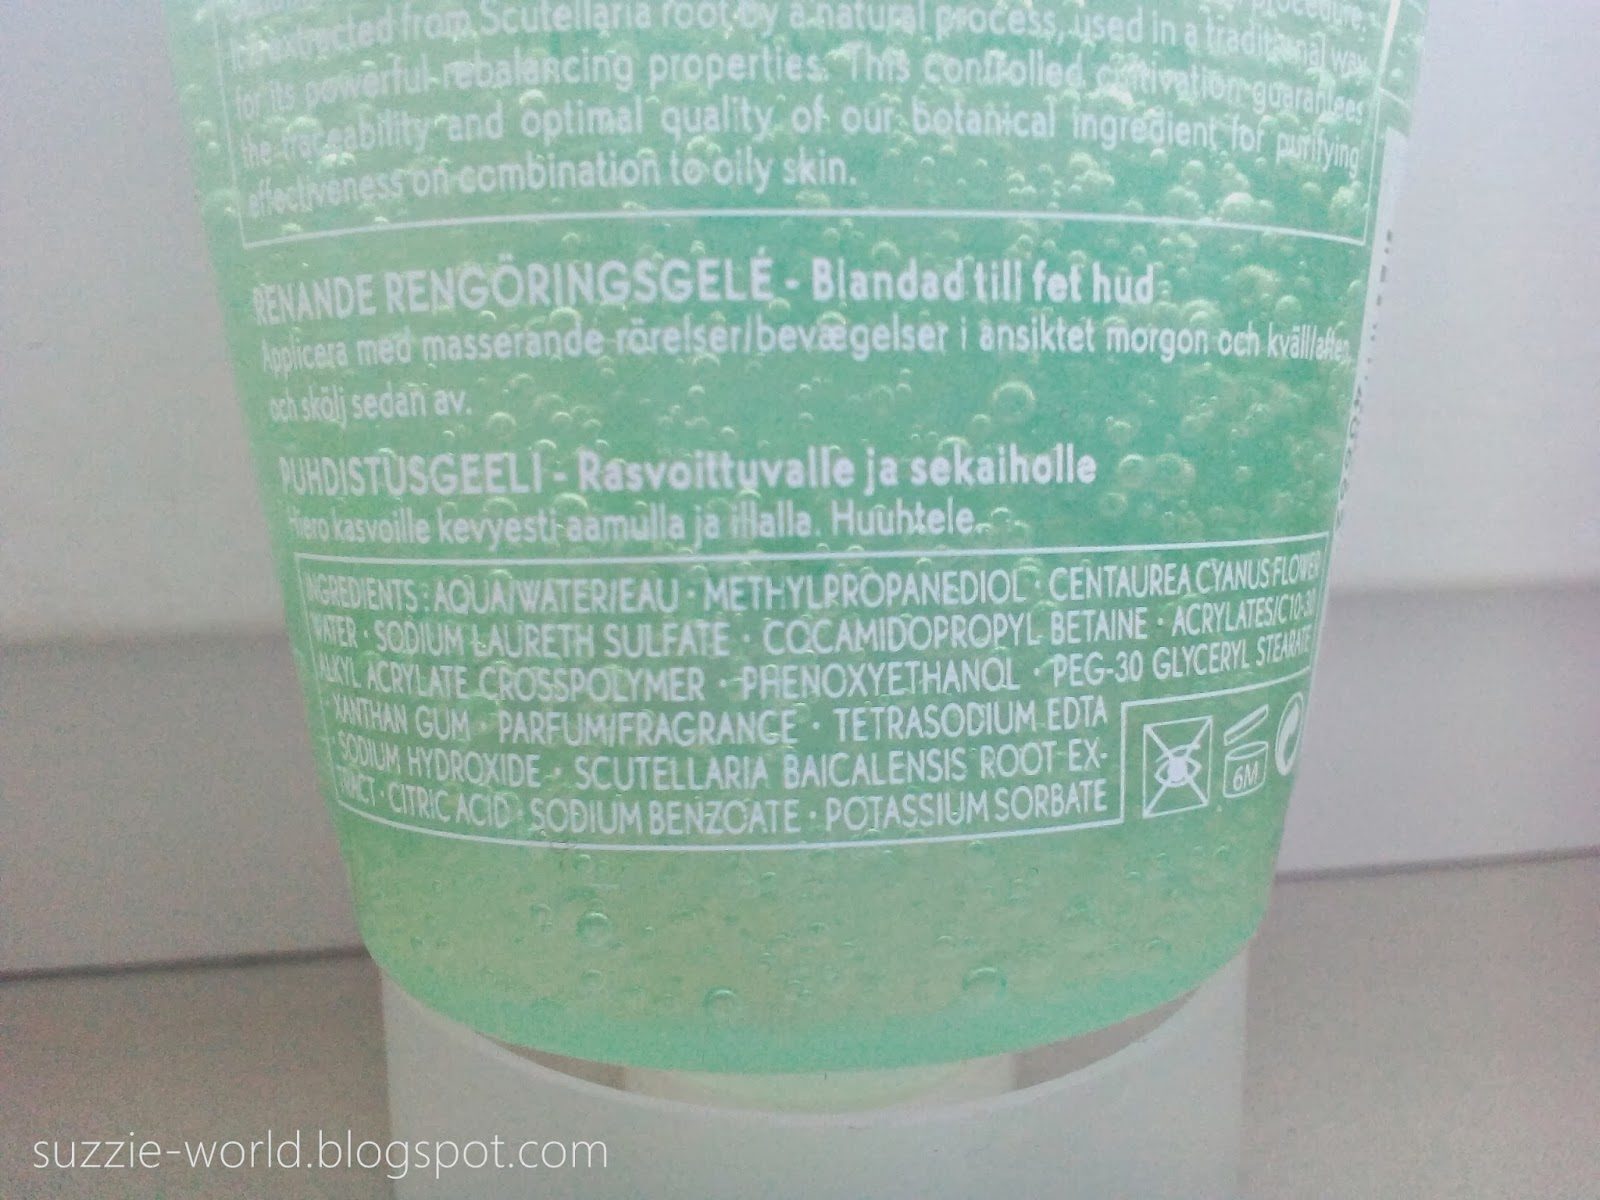 procedure.
It is extracted from Scutellaria root by a natural process, used in a traditional way
for its powerful rebalancing properties. This controlled cultivation guarantees
the traceability and optimal quality of our botanical ingredient for purifying
effectiveness on combination to oily skin.
RENANDE RENGÖRINGSGELÉ - Blandad till fet hud
Applicera med masserande rörelser/bevægelser i ansiktet morgon och kväll/aften
och skölj sedan av.
PUHDISTUSGEELI - Rasvoittuvalle ja sekaiholle
Hiero kasvoille kevyesti aamulla ja illalla. Huuhtele.
INGREDIENTS : AQUA/WATER/EAU · METHYLPROPANEDIOL · CENTAUREA CYANUS FLOWER
WATER · SODIUM LAURETH SULFATE · COCAMIDOPROPYL BETAINE · ACRYLATES/C10-30
ALKYL ACRYLATE CROSSPOLYMER · PHENOXYETHANOL · PEG-30 GLYCERYL STEARATE
· XANTHAN GUM · PARFUM/FRAGRANCE · TETRASODIUM EDTA
· SODIUM HYDROXIDE · SCUTELLARIA BAICALENSIS ROOT EX-
TRACT · CITRIC ACID · SODIUM BENZOATE · POTASSIUM SORBATE
6M
suzzie-world.blogspot.com